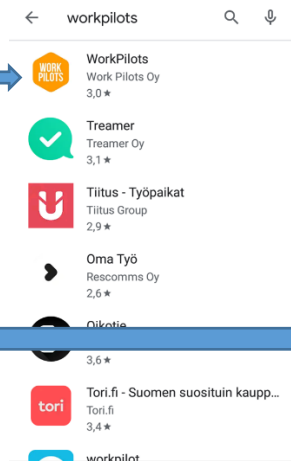 workpilots
WORK
PILOTS
WorkPilots
Work Pilots Oy
3,0 ★
Treamer
Treamer Oy
3,1 ★
Tiitus - Työpaikat
Tiitus Group
2,9 ★
Oma Työ
Rescomms Oy
2,6 ★
Oikotie
3,6 ★
tori
Tori.fi - Suomen suosituin kaupp...
Tori.fi
3,4 ★
workpilot